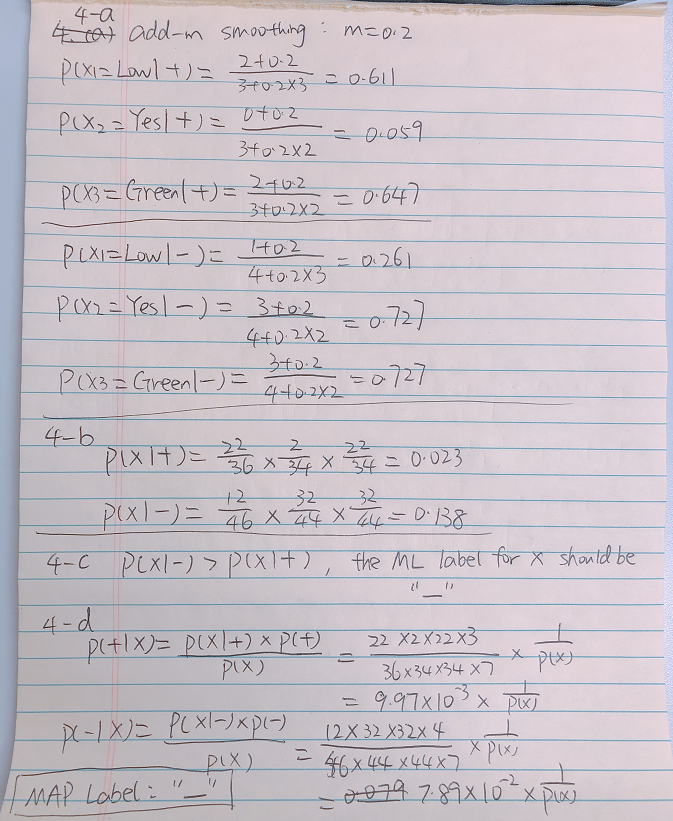 4-a
4.(a) add-m smoothing : m=0.2
P(X1=Low|+) = (2+0.2)/(3+0.2×3) = 0.611
P(X2=Yes|+) = (0+0.2)/(3+0.2×2) = 0.059
P(X3=Green|+) = (2+0.2)/(3+0.2×2) = 0.647
P(X1=Low|-) = (1+0.2)/(4+0.2×3) = 0.261
P(X2=Yes|-) = (3+0.2)/(4+0.2×2) = 0.727
P(X3=Green|-) = (3+0.2)/(4+0.2×2) = 0.727
4-b
P(X|+) = 22/36 × 2/34 × 22/34 = 0.023
P(X|-) = 12/46 × 32/44 × 32/44 = 0.138
4-c P(X|-) > P(X|+), the ML label for x should be
"-"
4-d
P(+|X) = P(X|+) × P(+)/P(X) = 22×2×22×3/36×34×34×7 × 1/P(X)
= 9.97×10⁻³ × 1/P(X)
P(-|X) = P(X|-)×P(-)/P(X) = 12×32×32×4/46×44×44×7 × 1/P(X)
MAP Label: "-" = 0.079 7.89×10⁻² × 1/P(X)